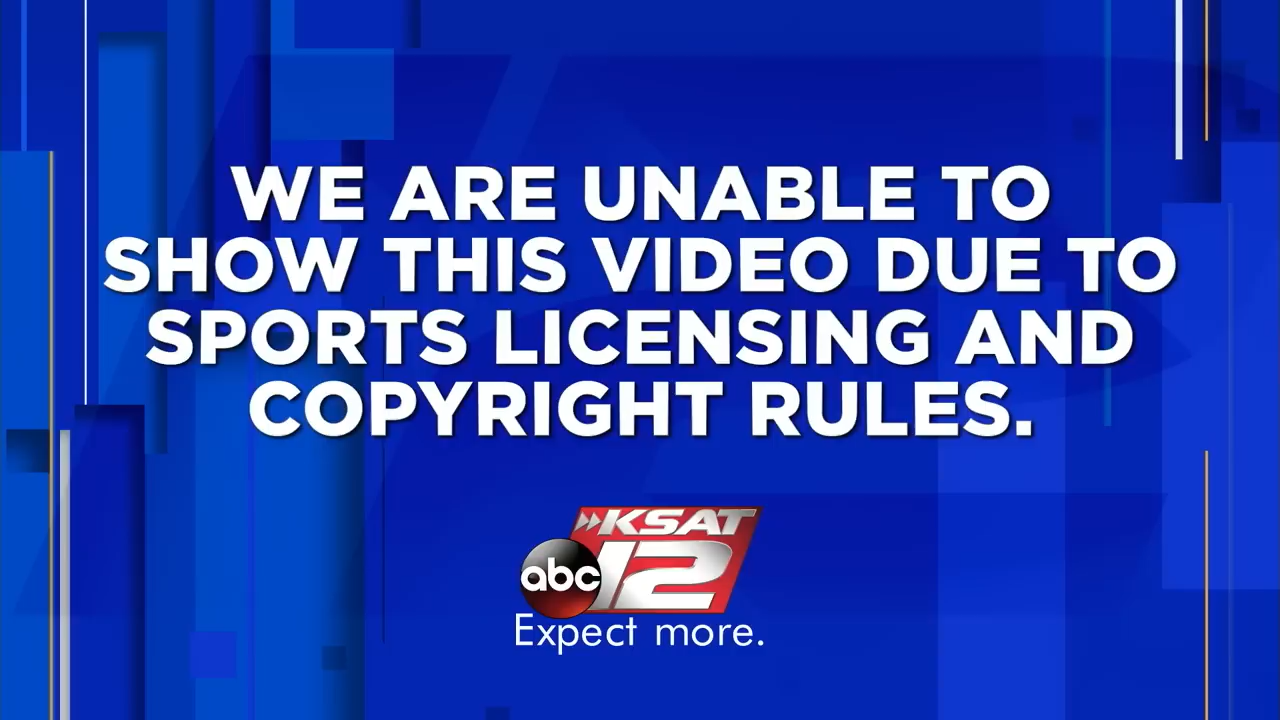 WE ARE UNABLE TO
SHOW THIS VIDEO DUE TO
SPORTS LICENSING AND
COPYRIGHT RULES.
KSAT
abc 12
Expect more.